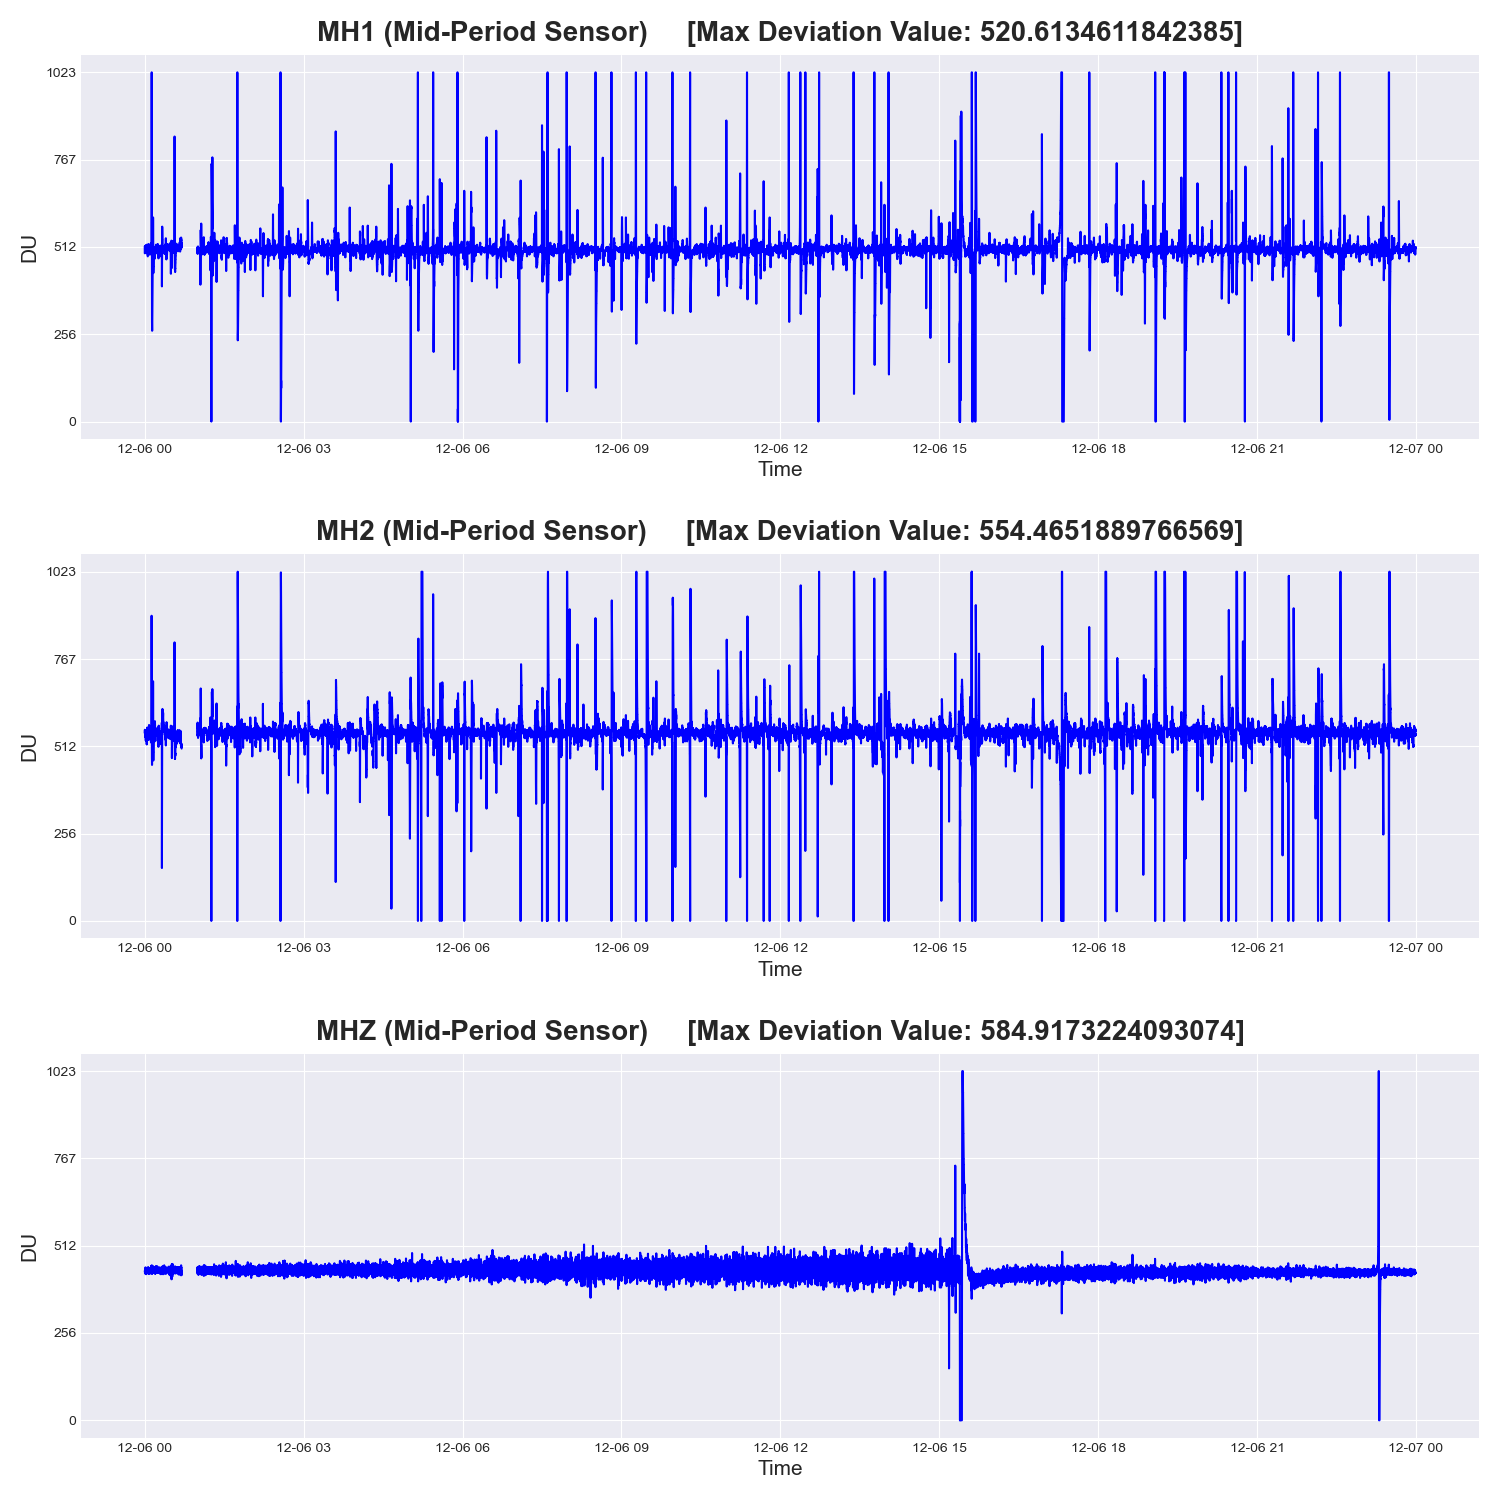 MH1 (Mid-Period Sensor) [Max Deviation Value: 520.6134611842385]
1023
767
512
256
0
DU
12-06 00 12-06 03 12-06 06 12-06 09 12-06 12 12-06 15 12-06 18 12-06 21 12-07 00
Time
MH2 (Mid-Period Sensor) [Max Deviation Value: 554.4651889766569]
1023
767
512
256
0
DU
12-06 00 12-06 03 12-06 06 12-06 09 12-06 12 12-06 15 12-06 18 12-06 21 12-07 00
Time
MHZ (Mid-Period Sensor) [Max Deviation Value: 584.9173224093074]
1023
767
512
256
0
DU
12-06 00 12-06 03 12-06 06 12-06 09 12-06 12 12-06 15 12-06 18 12-06 21 12-07 00
Time